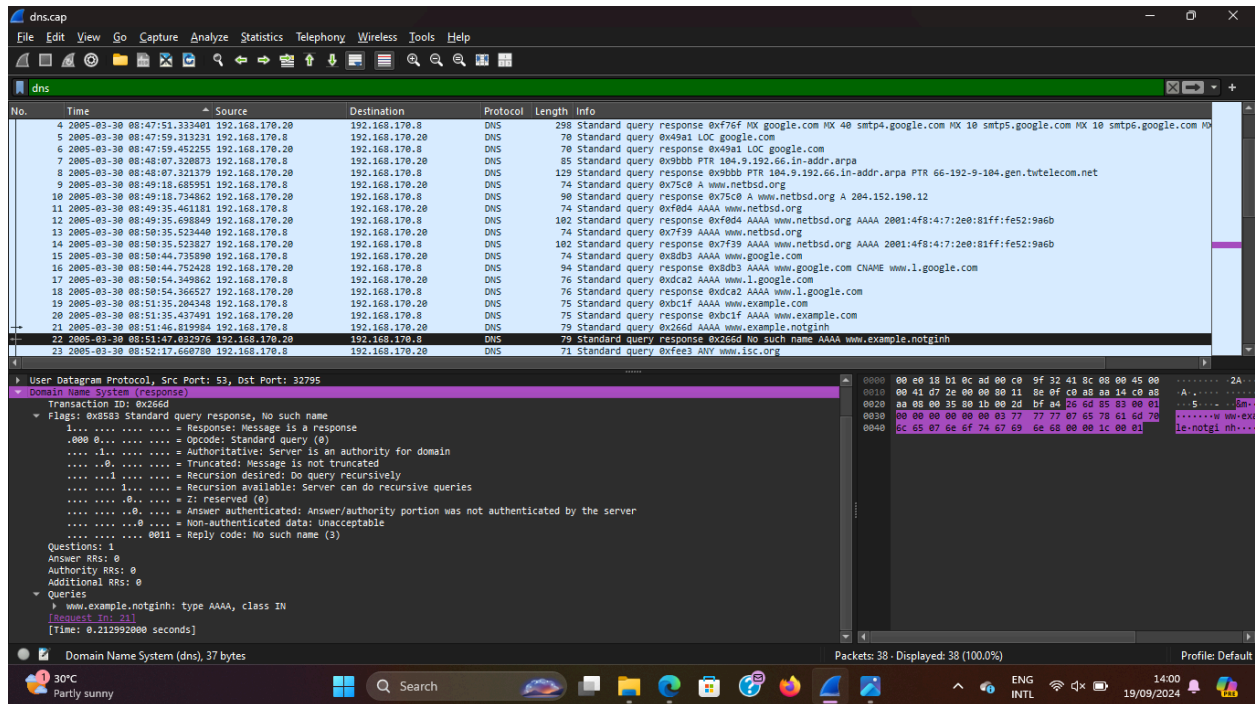 dns.cap
File Edit View Go Capture Analyze Statistics Telephony Wireless Tools Help
dns
No. Time Source Destination Protocol Length Info
4 2005-03-30 08:47:51.333401 192.168.170.20 192.168.170.8 DNS 298 Standard query response 0xf76f MX google.com MX 40 smtp4.google.com MX 10 smtp5.google.com MX 10 smtp6.google.com MX
5 2005-03-30 08:47:59.313231 192.168.170.8 192.168.170.20 DNS 70 Standard query 0x49a1 LOC google.com
6 2005-03-30 08:47:59.452255 192.168.170.20 192.168.170.8 DNS 70 Standard query response 0x49a1 LOC google.com
7 2005-03-30 08:48:07.320873 192.168.170.8 192.168.170.20 DNS 85 Standard query 0x9bbb PTR 104.9.192.66.in-addr.arpa
8 2005-03-30 08:48:07.321379 192.168.170.20 192.168.170.8 DNS 129 Standard query response 0x9bbb PTR 104.9.192.66.in-addr.arpa PTR 66-192-9-104.gen.twtelecom.net
9 2005-03-30 08:49:18.685951 192.168.170.8 192.168.170.20 DNS 74 Standard query 0x75c0 A www.netbsd.org
10 2005-03-30 08:49:18.734862 192.168.170.20 192.168.170.8 DNS 90 Standard query response 0x75c0 A www.netbsd.org A 204.152.190.12
11 2005-03-30 08:49:35.461181 192.168.170.8 192.168.170.20 DNS 74 Standard query 0xf0d4 AAAA www.netbsd.org
12 2005-03-30 08:49:35.698849 192.168.170.20 192.168.170.8 DNS 102 Standard query response 0xf0d4 AAAA www.netbsd.org AAAA 2001:4f8:4:7:2e0:81ff:fe52:9a6b
13 2005-03-30 08:50:35.523440 192.168.170.8 192.168.170.20 DNS 74 Standard query 0x7f39 AAAA www.netbsd.org
14 2005-03-30 08:50:35.523827 192.168.170.20 192.168.170.8 DNS 102 Standard query response 0x7f39 AAAA www.netbsd.org AAAA 2001:4f8:4:7:2e0:81ff:fe52:9a6b
15 2005-03-30 08:50:44.735890 192.168.170.8 192.168.170.20 DNS 74 Standard query 0x8db3 AAAA www.google.com
16 2005-03-30 08:50:44.752428 192.168.170.20 192.168.170.8 DNS 94 Standard query response 0x8db3 AAAA www.google.com CNAME www.l.google.com
17 2005-03-30 08:50:54.349862 192.168.170.8 192.168.170.20 DNS 76 Standard query 0xdca2 AAAA www.l.google.com
18 2005-03-30 08:50:54.366527 192.168.170.20 192.168.170.8 DNS 76 Standard query response 0xdca2 AAAA www.l.google.com
19 2005-03-30 08:51:35.204348 192.168.170.8 192.168.170.20 DNS 75 Standard query 0xbc1f AAAA www.example.com
20 2005-03-30 08:51:35.437491 192.168.170.20 192.168.170.8 DNS 75 Standard query response 0xbc1f AAAA www.example.com
21 2005-03-30 08:51:46.819984 192.168.170.8 192.168.170.20 DNS 79 Standard query 0x266d AAAA www.example.notginh
22 2005-03-30 08:51:47.032976 192.168.170.20 192.168.170.8 DNS 79 Standard query response 0x266d No such name AAAA www.example.notginh
23 2005-03-30 08:52:17.660780 192.168.170.8 192.168.170.20 DNS 71 Standard query 0xfee3 ANY www.isc.org
User Datagram Protocol, Src Port: 53, Dst Port: 32795
Domain Name System (response)
Transaction ID: 0x266d
Flags: 0x8583 Standard query response, No such name
1... .... .... .... = Response: Message is a response
.000 0... .... .... = Opcode: Standard query (0)
.... .1.. .... .... = Authoritative: Server is an authority for domain
.... ..0. .... .... = Truncated: Message is not truncated
.... ...1 .... .... = Recursion desired: Do query recursively
.... .... 1... .... = Recursion available: Server can do recursive queries
.... .... .0.. .... = Z: reserved (0)
.... .... ..0. .... = Answer authenticated: Answer/authority portion was not authenticated by the server
.... .... ...0 .... = Non-authenticated data: Unacceptable
.... .... .... 0011 = Reply code: No such name (3)
Questions: 1
Answer RRs: 0
Authority RRs: 0
Additional RRs: 0
Queries
www.example.notginh: type AAAA, class IN
[Request In: 21]
[Time: 0.212992000 seconds]
0000 00 e0 18 b1 0c ad 00 c0 9f 32 41 8c 08 00 45 00 ········ ·2A···E·
0010 00 41 d7 2e 00 00 80 11 8e 0f c0 a8 aa 14 c0 a8
0020 aa 08 00 35 80 1b 00 2d bf a4 26 6d 85 83 00 01
0030 00 00 00 00 00 00 03 77 77 77 07 65 78 61 6d 70
0040 6c 65 07 6e 6f 74 67 69 6e 68 00 00 1c 00 01 le·notgi nh·····
Domain Name System (dns), 37 bytes
Packets: 38 · Displayed: 38 (100.0%)
Profile: Default
1
30°C
Partly sunny
Search
ENG
INTL
14:00
19/09/2024
PRE